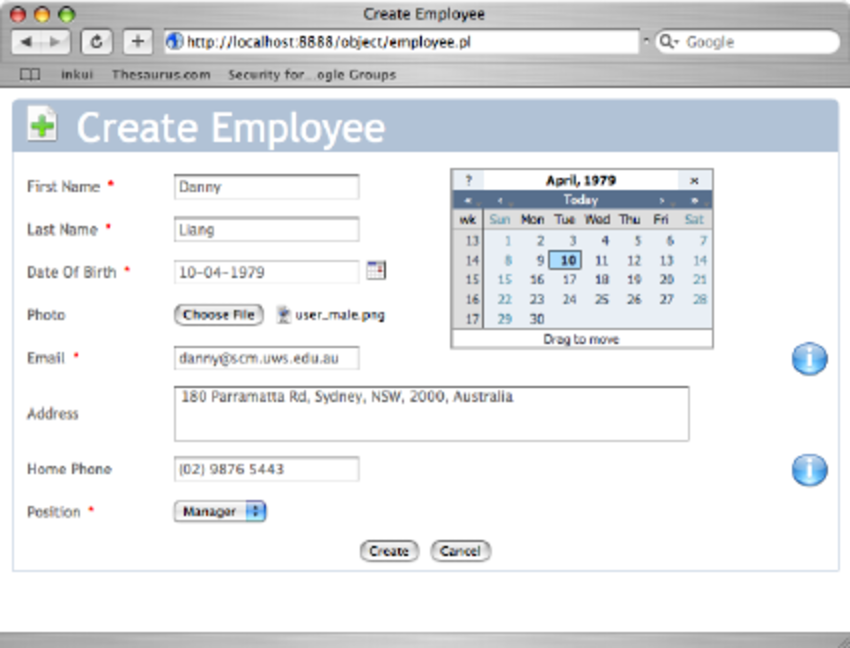 Create Employee
http://localhost:8888/object/employee.pl
Google
inkui Thesaurus.com Security for...ogle Groups
Create Employee
First Name * Danny
Last Name * Liang
Date Of Birth * 10-04-1979
Photo Choose File user_male.png
Email * danny@scm.uws.edu.au
Address 180 Parramatta Rd, Sydney, NSW, 2000, Australia
Home Phone (02) 9876 5443
Position * Manager
Create Cancel
? April, 1979 ×
« ‹ Today › »
wk Sun Mon Tue Wed Thu Fri Sat
13 1 2 3 4 5 6 7
14 8 9 10 11 12 13 14
15 15 16 17 18 19 20 21
16 22 23 24 25 26 27 28
17 29 30
Drag to move
i
i